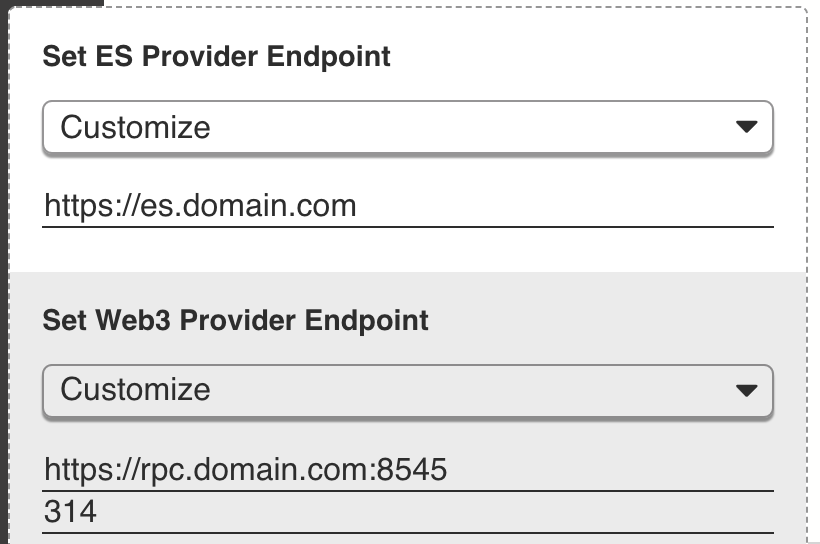 Set ES Provider Endpoint
Customize
https://es.domain.com
Set Web3 Provider Endpoint
Customize
https://rpc.domain.com:8545
314